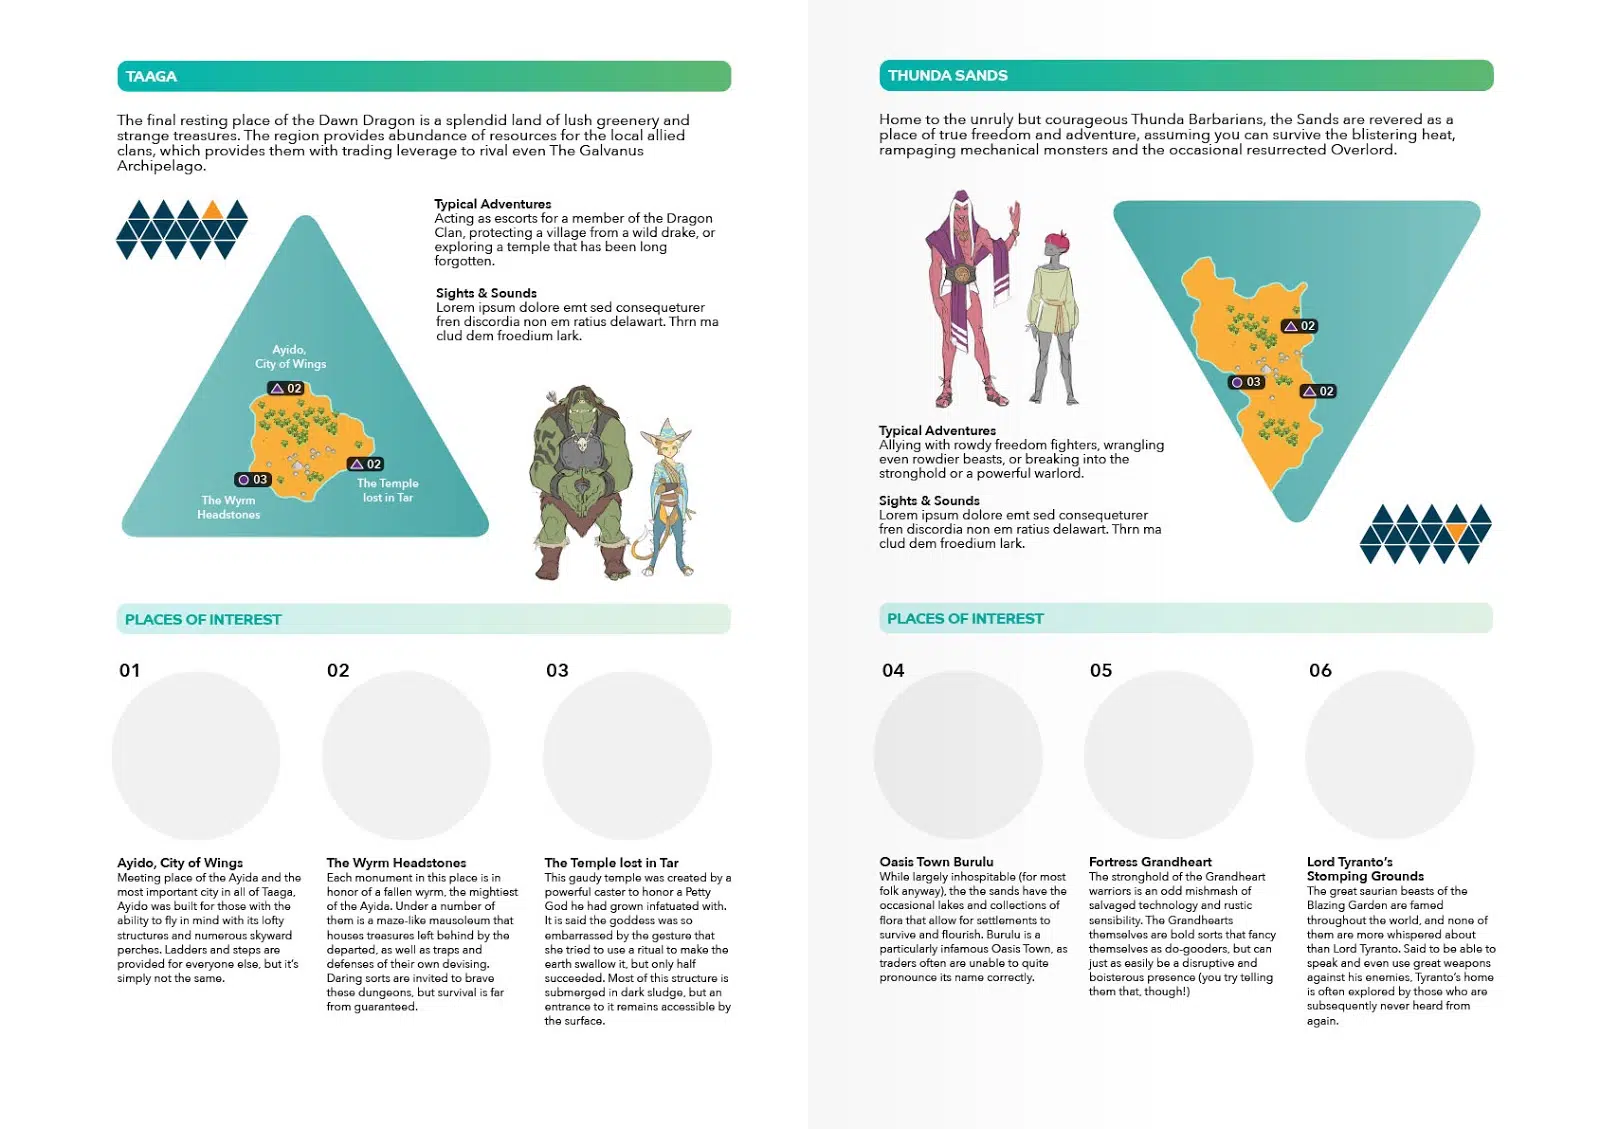 TAAGA
The final resting place of the Dawn Dragon is a splendid land of lush greenery and
strange treasures. The region provides abundance of resources for the local allied
clans, which provides them with trading leverage to rival even The Galvanus
Archipelago.
Typical Adventures
Acting as escorts for a member of the Dragon
Clan, protecting a village from a wild drake, or
exploring a temple that has been long
forgotten.
Sights & Sounds
Lorem ipsum dolore emt sed consequeturer
fren discordia non em ratius delawart. Thrn ma
clud dem froedium lark.
Ayido,
City of Wings
02
02
03
The Temple
lost in Tar
The Wyrm
Headstones
PLACES OF INTEREST
01
Ayido, City of Wings
Meeting place of the Ayida and the
most important city in all of Taaga,
Ayido was built for those with the
ability to fly in mind with its lofty
structures and numerous skyward
perches. Ladders and steps are
provided for everyone else, but it's
simply not the same.
02
The Wyrm Headstones
Each monument in this place is in
honor of a fallen wyrm, the mightiest
of the Ayida. Under a number of
them is a maze-like mausoleum that
houses treasures left behind by the
departed, as well as traps and
defenses of their own devising.
Daring sorts are invited to brave
these dungeons, but survival is far
from guaranteed.
03
The Temple lost in Tar
This gaudy temple was created by a
powerful caster to honor a Petty
God he had grown infatuated with.
It is said the goddess was so
embarrassed by the gesture that
she tried to use a ritual to make the
earth swallow it, but only half
succeeded. Most of this structure is
submerged in dark sludge, but an
entrance to it remains accessible by
the surface.
THUNDA SANDS
Home to the unruly but courageous Thunda Barbarians, the Sands are revered as a
place of true freedom and adventure, assuming you can survive the blistering heat,
rampaging mechanical monsters and the occasional resurrected Overlord.
02
03
02
Typical Adventures
Allying with rowdy freedom fighters, wrangling
even rowdier beasts, or breaking into the
stronghold or a powerful warlord.
Sights & Sounds
Lorem ipsum dolore emt sed consequeturer
fren discordia non em ratius delawart. Thrn ma
clud dem froedium lark.
PLACES OF INTEREST
04
Oasis Town Burulu
While largely inhospitable (for most
folk anyway), the the sands have the
occasional lakes and collections of
flora that allow for settlements to
survive and flourish. Burulu is a
particularly infamous Oasis Town, as
traders often are unable to quite
pronounce its name correctly.
05
Fortress Grandheart
The stronghold of the Grandheart
warriors is an odd mishmash of
salvaged technology and rustic
sensibility. The Grandhearts
themselves are bold sorts that fancy
themselves as do-gooders, but can
just as easily be a disruptive and
boisterous presence (you try telling
them that, though!)
06
Lord Tyranto's
Stomping Grounds
The great saurian beasts of the
Blazing Garden are famed
throughout the world, and none of
them are more whispered about
than Lord Tyranto. Said to be able to
speak and even use great weapons
against his enemies, Tyranto's home
is often explored by those who are
subsequently never heard from
again.